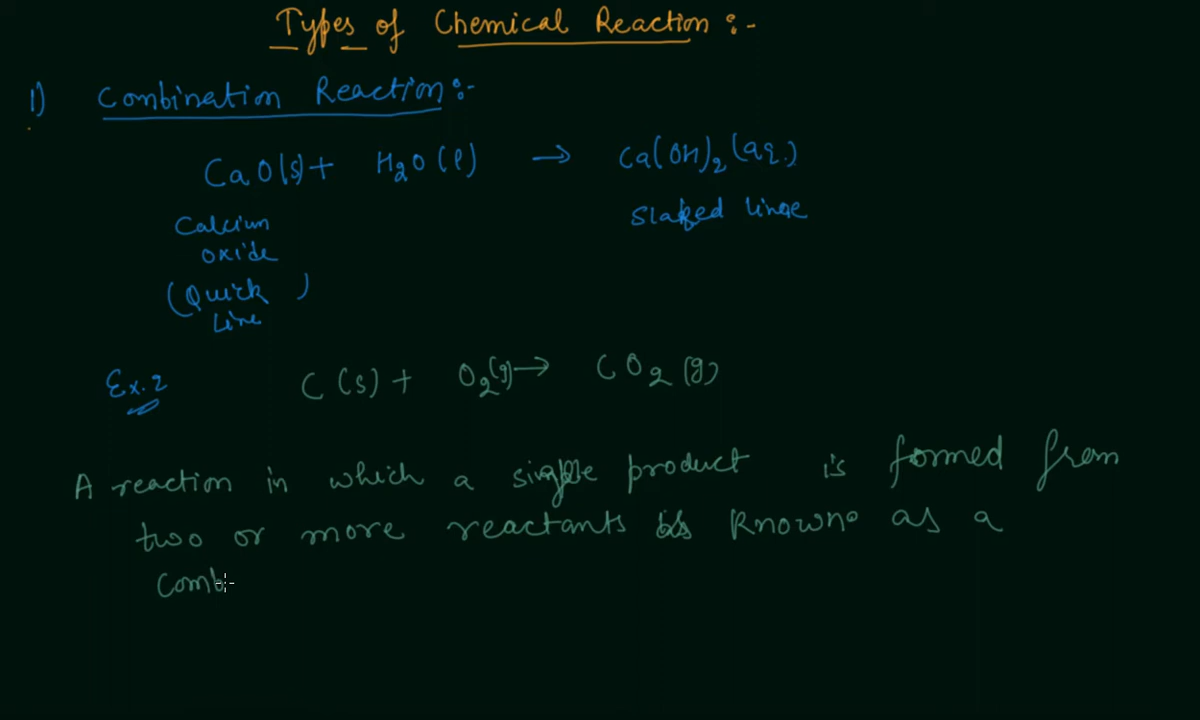 Types of Chemical Reaction :-
1) Combination Reaction :-
CaO(s) + H₂O(l) → Ca(OH)₂(aq.)
Calcium Slaked lime
oxide
(Quick )
Lime
Ex.2 C(s) + O₂(g) → CO₂(g)
A reaction in which a single product is formed from
two or more reactants is known as a
comb